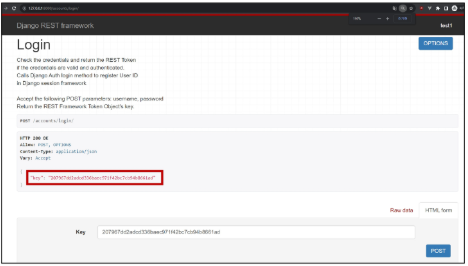 Django REST framework
test1
Login
OPTIONS
Check the credentials and return the REST Token
if the credentials are valid and authenticated.
Calls Django Auth login method to register User ID
in Django session framework
Accept the following POST parameters: username, password
Return the REST Framework Token Object's key
POST /accounts/login/
HTTP 200 OK
Allow: POST, OPTIONS
Content-Type: application/json
Vary: Accept
"key":
Raw data
HTML form
Key
POST